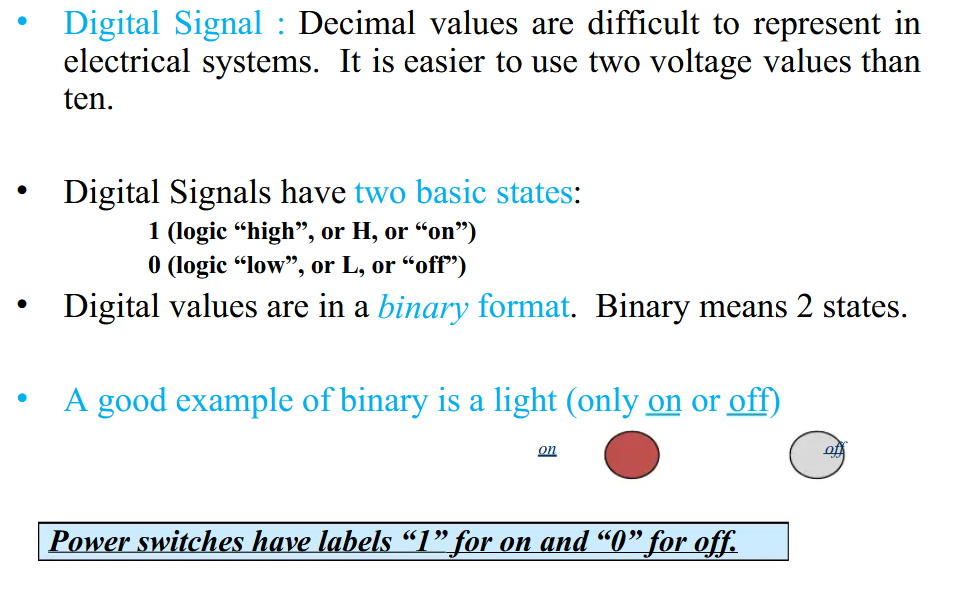 • Digital Signal : Decimal values are difficult to represent in
electrical systems. It is easier to use two voltage values than
ten.
• Digital Signals have two basic states:
1 (logic “high”, or H, or “on”)
0 (logic “low”, or L, or “off”)
• Digital values are in a binary format. Binary means 2 states.
• A good example of binary is a light (only on or off)
on off
Power switches have labels “1” for on and “0” for off.